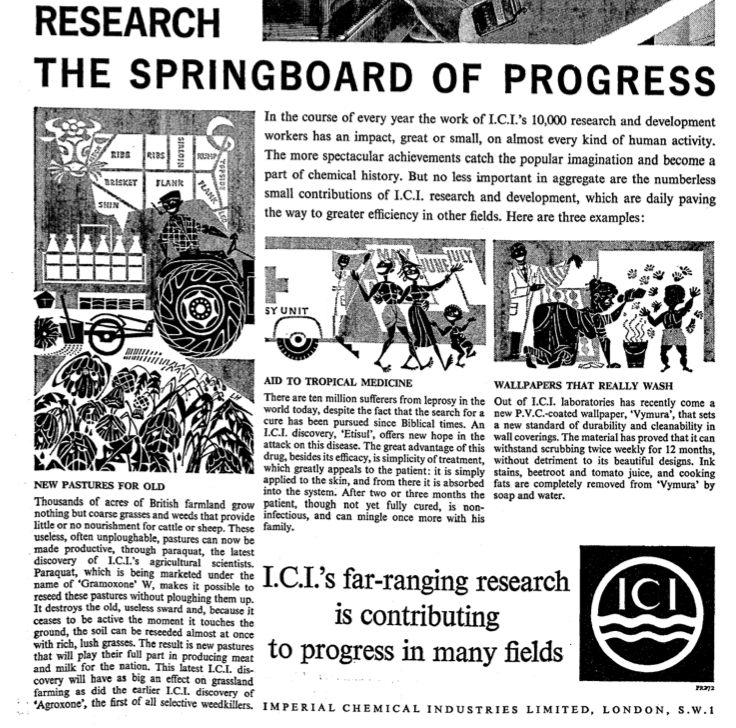 RESEARCH
THE SPRINGBOARD OF PROGRESS
In the course of every year the work of I.C.I.'s 10,000 research and development
workers has an impact, great or small, on almost every kind of human activity.
The more spectacular achievements catch the popular imagination and become a
part of chemical history. But no less important in aggregate are the numberless
small contributions of I.C.I. research and development, which are daily paving
the way to greater efficiency in other fields. Here are three examples:
RIBS
RIBS
SIRLOIN
RUMP
TOPSIDE
BRISKET
FLANK
FLANK
SHIN
LH
NEW PASTURES FOR OLD
Thousands of acres of British farmland grow
nothing but coarse grasses and weeds that provide
little or no nourishment for cattle or sheep. These
useless, often unploughable, pastures can now be
made productive, through paraquat, the latest
discovery of I.C.I.'s agricultural scientists.
Paraquat, which is being marketed under the
name of 'Gramoxone' W, makes it possible to
reseed these pastures without ploughing them up.
It destroys the old, useless sward and, because it
ceases to be active the moment it touches the
ground, the soil can be reseeded almost at once
with rich, lush grasses. The result is new pastures
that will play their full part in producing meat
and milk for the nation. This latest I.C.I. dis-
covery will have as big an effect on grassland
farming as did the earlier I.C.I. discovery of
'Agroxone', the first of all selective weedkillers.
MAY
JUNE
JULY
SY UNIT
AID TO TROPICAL MEDICINE
There are ten million sufferers from leprosy in the
world today, despite the fact that the search for a
cure has been pursued since Biblical times. An
I.C.I. discovery, 'Etisul', offers new hope in the
attack on this disease. The great advantage of this
drug, besides its efficacy, is simplicity of treatment,
which greatly appeals to the patient: it is simply
applied to the skin, and from there it is absorbed
into the system. After two or three months the
patient, though not yet fully cured, is non-
infectious, and can mingle once more with his
family.
WALLPAPERS THAT REALLY WASH
Out of I.C.I. laboratories has recently come a
new P.V.C.-coated wallpaper, 'Vymura', that sets
a new standard of durability and cleanability in
wall coverings. The material has proved that it can
withstand scrubbing twice weekly for 12 months,
without detriment to its beautiful designs. Ink
stains, beetroot and tomato juice, and cooking
fats are completely removed from 'Vymura' by
soap and water.
I.C.I.'s far-ranging research
is contributing
to progress in many fields
ICI
PR272
IMPERIAL CHEMICAL INDUSTRIES LIMITED, LONDON, S.W.1